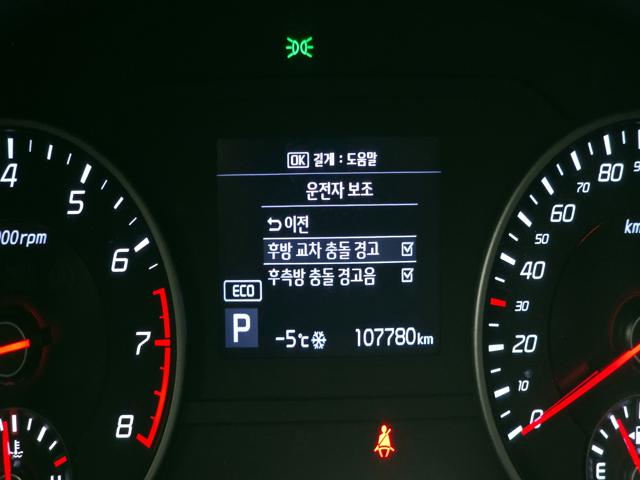 OK 길게 : 도움말
운전자 보조
이전
후방 교차 충돌 경고
후측방 충돌 경고음
ECO
P
-5℃ 107780km
4
5
6
7
8
000rpm
80
70
60
50
40
30
20
10
0
km
E